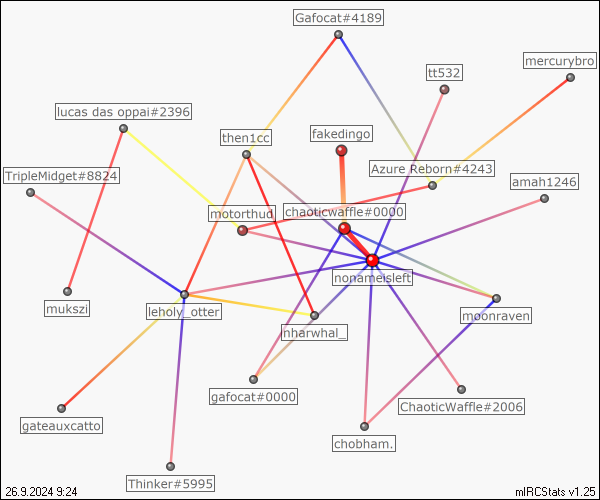 Gafocat#4189
mercurybro
tt532
lucas das oppai#2396
then1cc
fakedingo
Azure Reborn#4243
TripleMidget#8824
amah1246
motorthud_
chaoticwaffle#0000
nonameisleft
mukszi
leholy_otter
moonraven
nharwhal_
gafocat#0000
ChaoticWaffle#2006
gateauxcatto
chobham.
Thinker#5995
26.9.2024 9:24
mIRCStats v1.25